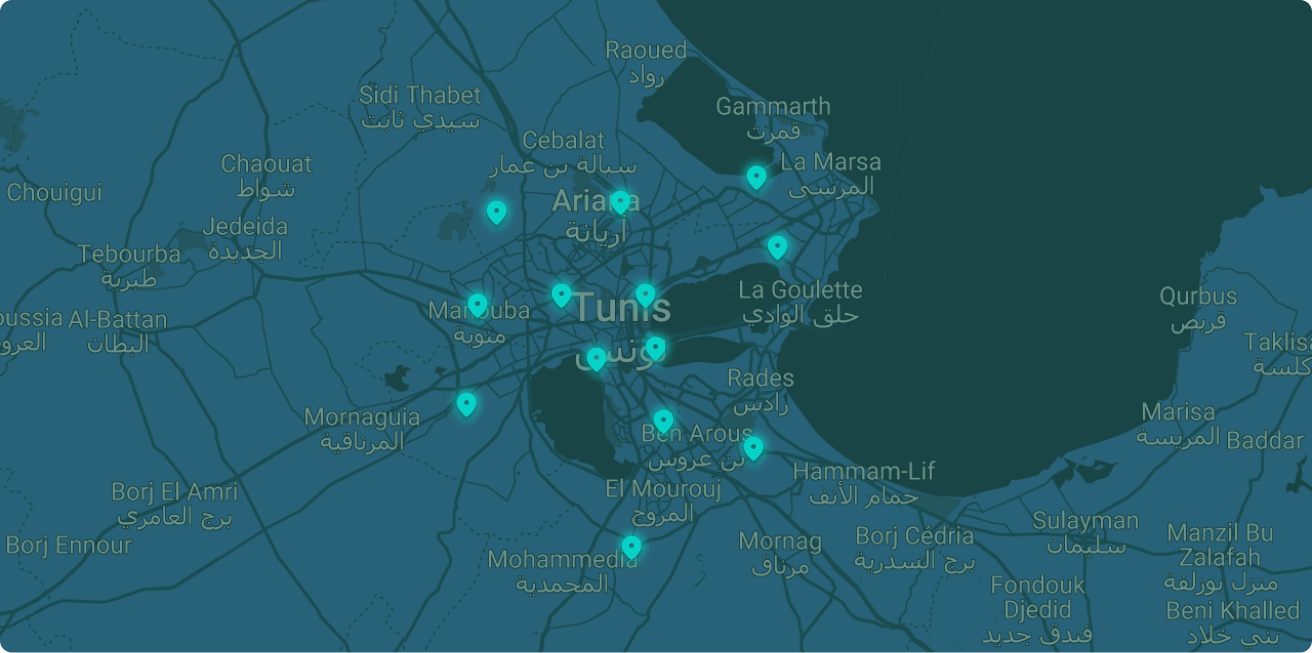 Raoued
رواد
Sidi Thabet
سيدي ثابت
Gammarth
ڨمرت
Cebalat
سبالة بن عمار
Chaouat
شواط
La Marsa
المرسى
Chouigui
Ariana
أريانة
Jedeida
الجديدة
Tebourba
طبربة
La Goulette
حلق الوادي
Qurbus
قربص
Manouba
منوبة
Tunis
تونس
oussia
العرو
Al-Battan
البطان
Taklisa
كلسة
Rades
رادس
Mornaguia
المرناقية
Marisa
المريسة
Baddar
Ben Arous
بن عروس
Hammam-Lif
حمام الأنف
Borj El Amri
برج العامري
El Mourouj
المروج
Sulayman
سليمان
Borj Ennour
Mohammedia
المحمدية
Mornag
مرناق
Borj Cédria
برج السدرية
Manzil Bu
Zalafah
منزل بوزلفة
Fondouk
Djedid
فندق جديد
Beni Khalled
بني خلاد